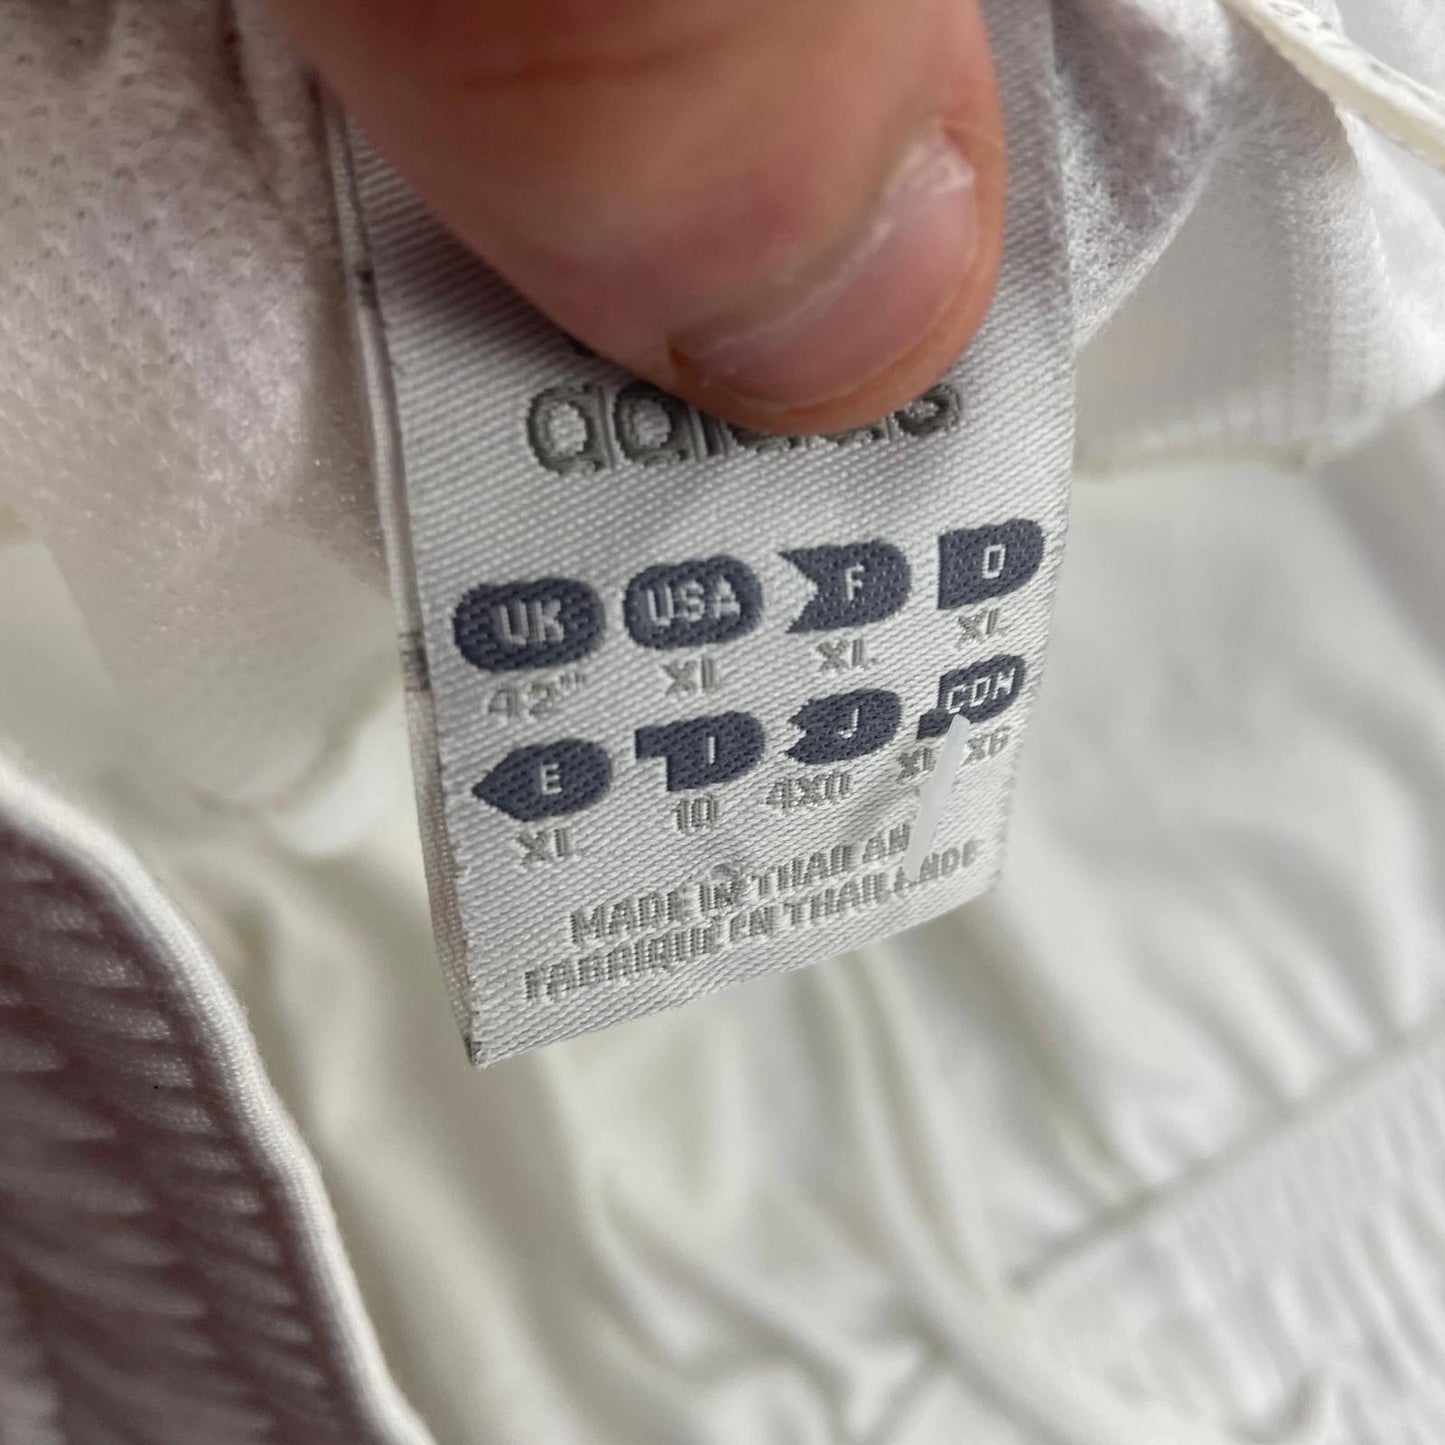 adidas
UK USA F D
42" XL XL XL
E I J CDN
XL 10 4XO XL XG
MADE IN THAILAND
FABRIQUE EN THAILANDE